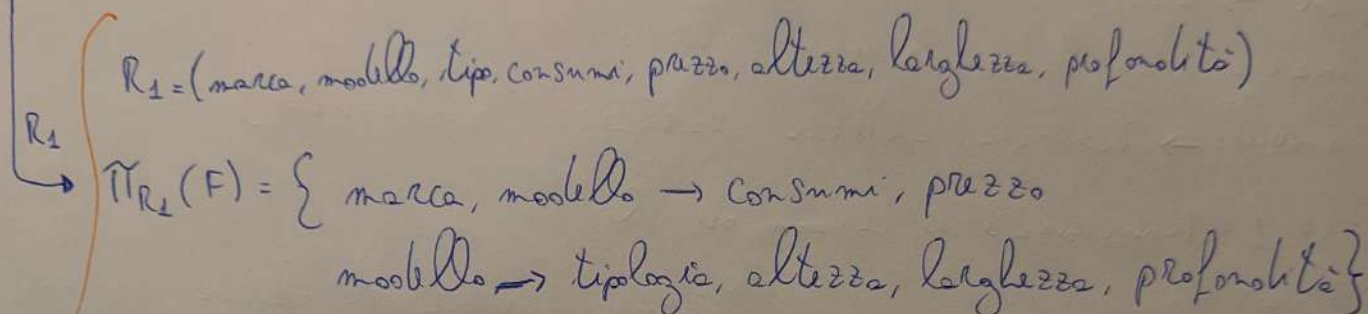 R1 = (marca, modello, tipo, consumi, prezzo, altezza, larghezza, profondità)
R1
πR1(F) = { marca, modello → consumi, prezzo
modello → tipologia, altezza, larghezza, profondità}